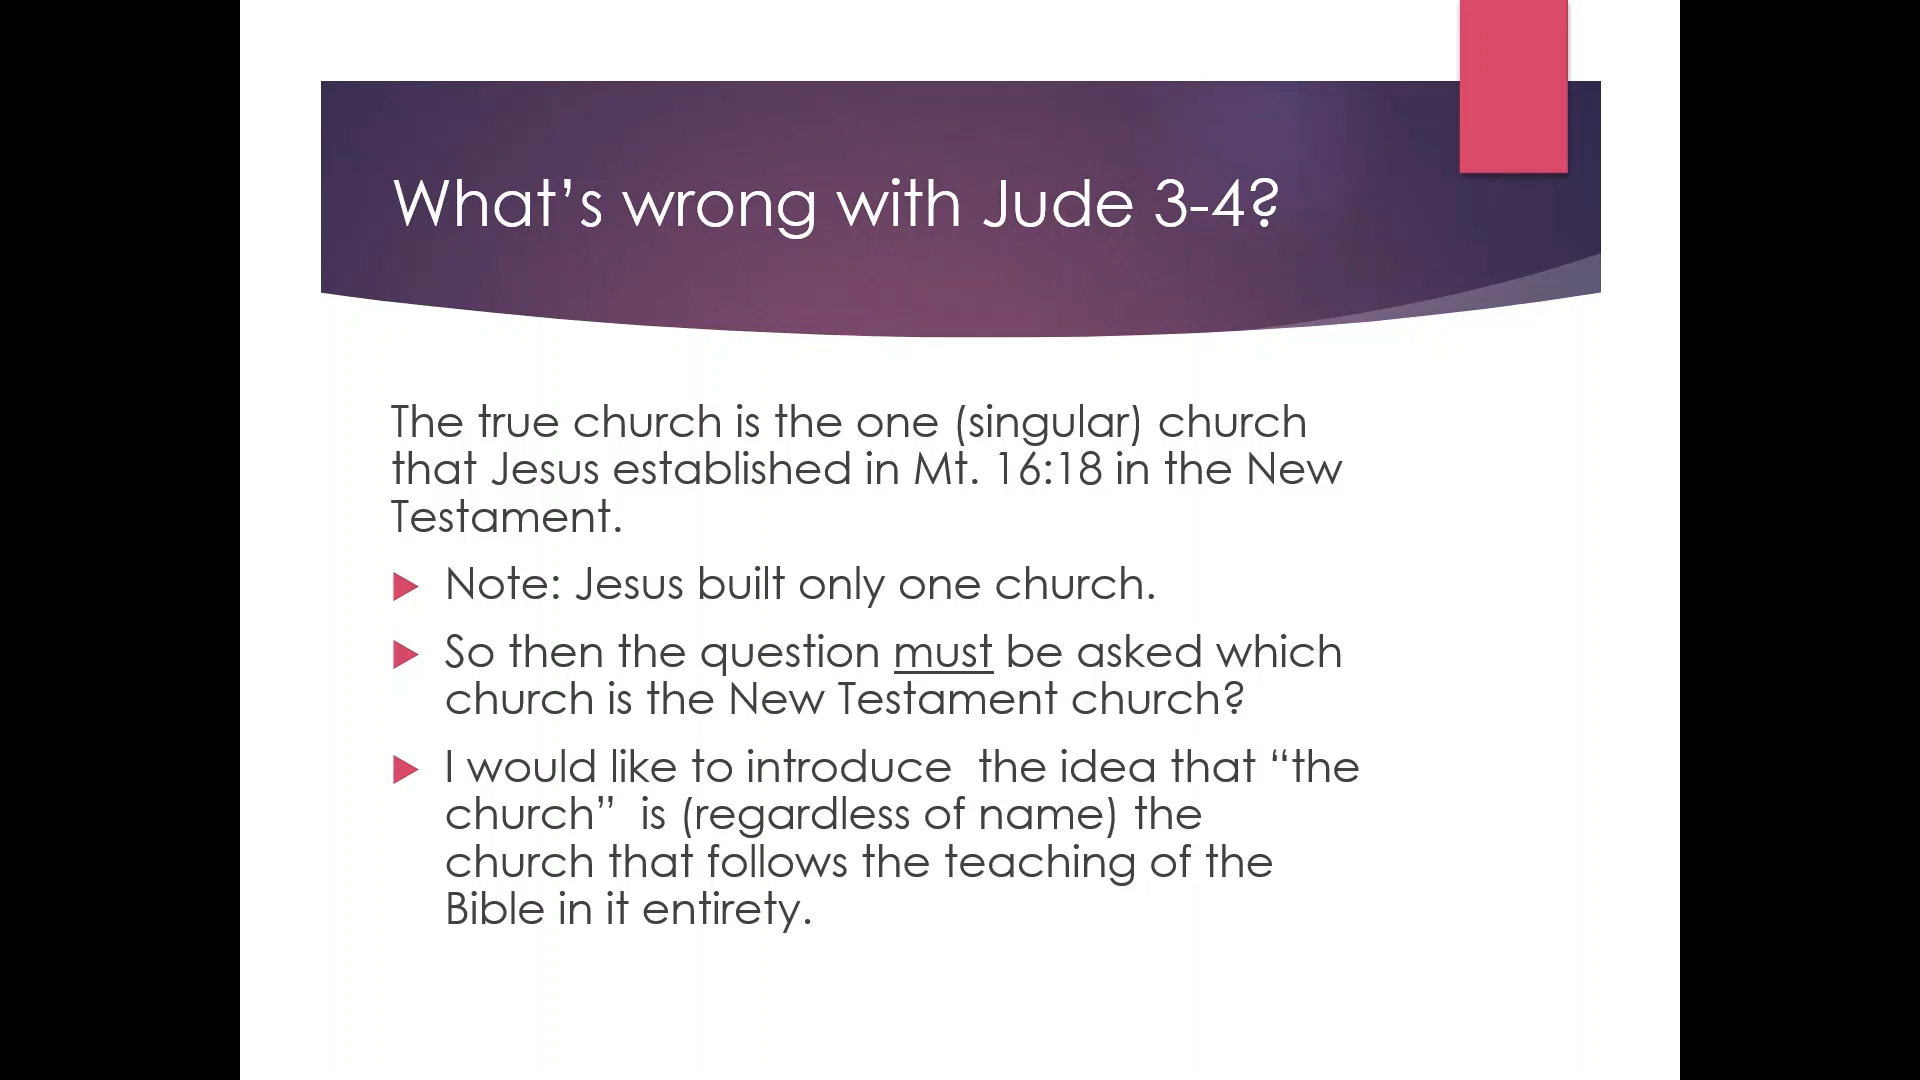 What’s wrong with Jude 3-4?
The true church is the one (singular) church
that Jesus established in Mt. 16:18 in the New
Testament.
Note: Jesus built only one church.
So then the question must be asked which
church is the New Testament church?
I would like to introduce  the idea that “the
church”  is (regardless of name) the
church that follows the teaching of the
Bible in it entirety.